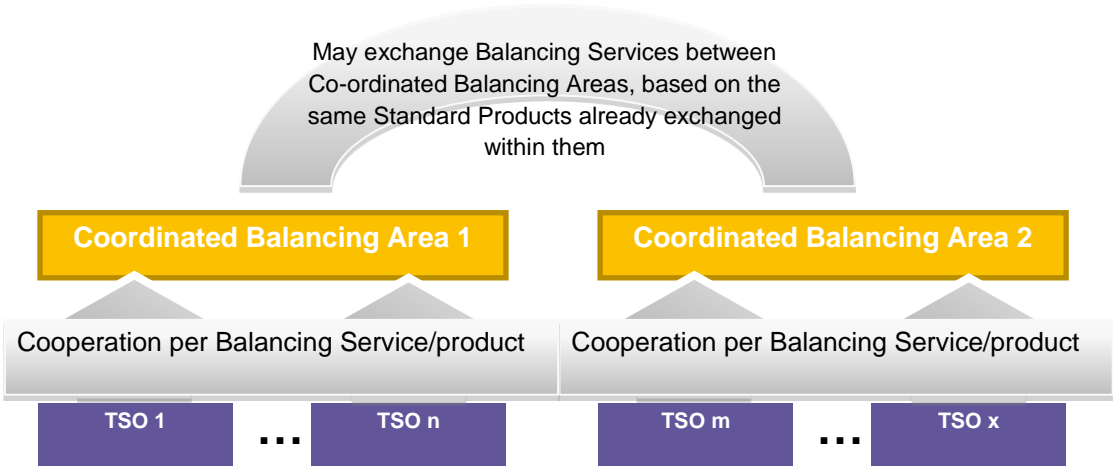 May exchange Balancing Services between
Co-ordinated Balancing Areas, based on the
same Standard Products already exchanged
within them
Coordinated Balancing Area 1
Coordinated Balancing Area 2
Cooperation per Balancing Service/product
Cooperation per Balancing Service/product
TSO 1
...
TSO n
TSO m
...
TSO x